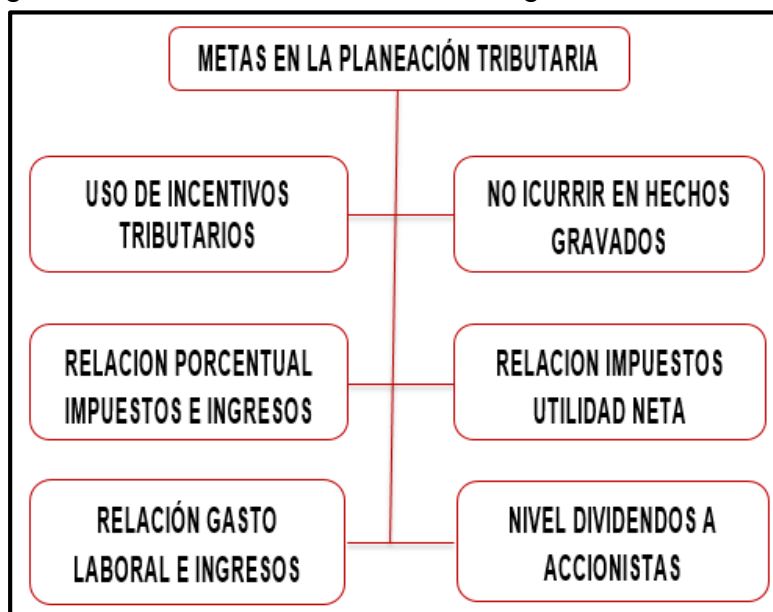 METAS EN LA PLANEACIÓN TRIBUTARIA
USO DE INCENTIVOS
TRIBUTARIOS
NO ICURRIR EN HECHOS
GRAVADOS
RELACION PORCENTUAL
IMPUESTOS E INGRESOS
RELACION IMPUESTOS
UTILIDAD NETA
RELACIÓN GASTO
LABORAL E INGRESOS
NIVEL DIVIDENDOS A
ACCIONISTAS